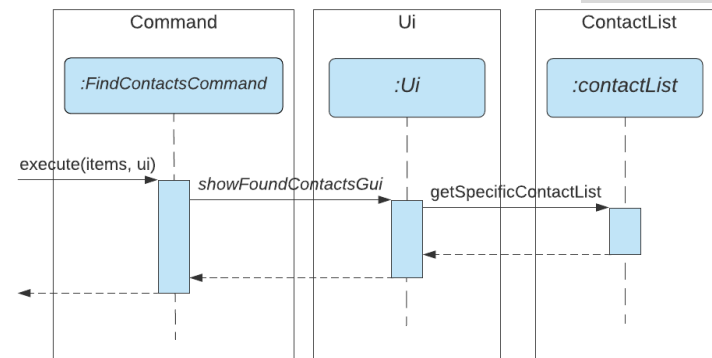 Command
Ui
ContactList
:FindContactsCommand
:Ui
:contactList
execute(items, ui)
showFoundContactsGui
getSpecificContactList